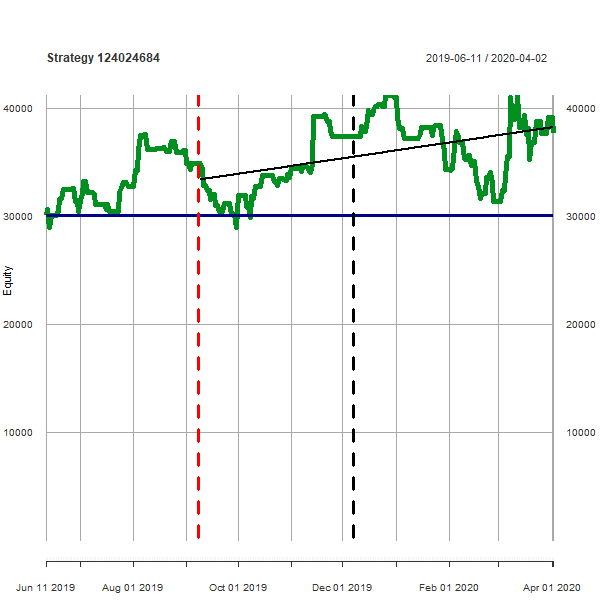 Strategy 124024684
2019-06-11 / 2020-04-02
40000
40000
30000
30000
Equity
20000
20000
10000
10000
Jun 11 2019
Aug 01 2019
Oct 01 2019
Dec 01 2019
Feb 01 2020
Apr 01 2020